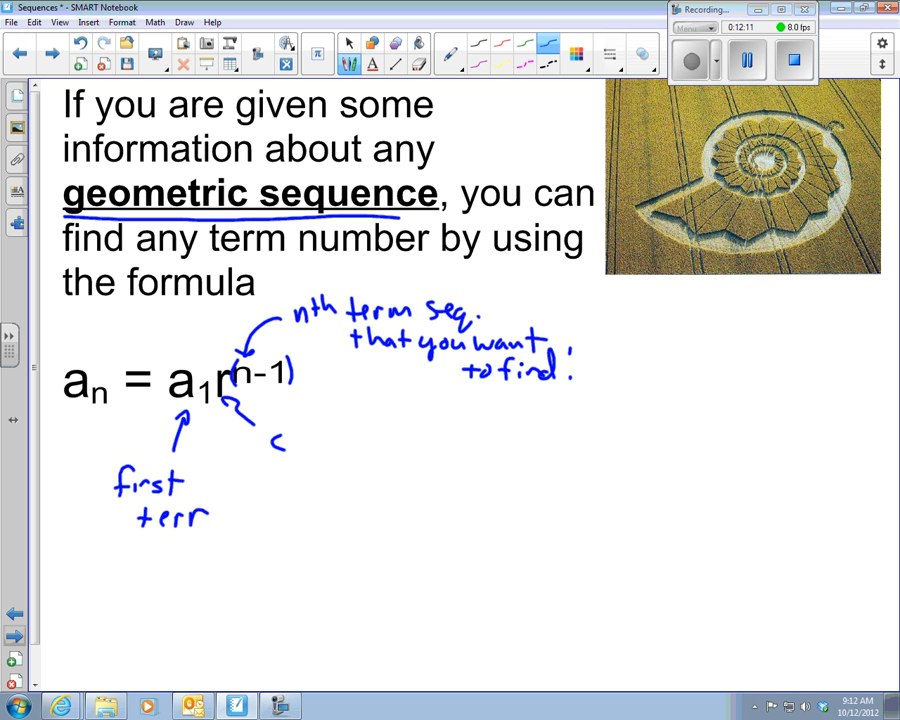 Sequences * - SMART Notebook
File Edit View Insert Format Math Draw Help
Recording...
Menu
0:12:11
8.0 fps
If you are given some
information about any
geometric sequence, you can
find any term number by using
the formula
nth term seq.
that you want
to find!
aₙ = a₁r⁽ⁿ⁻¹⁾
c
first
terr
9:12 AM
10/12/2012